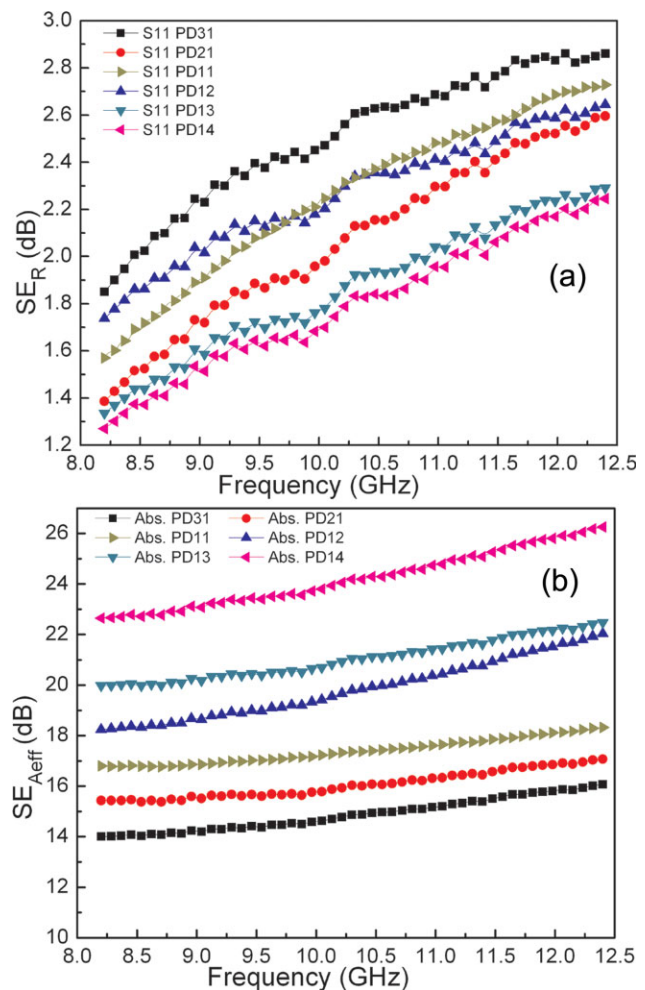 3.0
2.8
2.6
2.4
2.2
2.0
1.8
1.6
1.4
1.2
SE_R (dB)
S11 PD31
S11 PD21
S11 PD11
S11 PD12
S11 PD13
S11 PD14
(a)
8.0 8.5 9.0 9.5 10.0 10.5 11.0 11.5 12.0 12.5
Frequency (GHz)
26
24
22
20
18
16
14
12
10
SE_Aeff (dB)
Abs. PD31 Abs. PD21
Abs. PD11 Abs. PD12
Abs. PD13 Abs. PD14
(b)
8.0 8.5 9.0 9.5 10.0 10.5 11.0 11.5 12.0 12.5
Frequency (GHz)